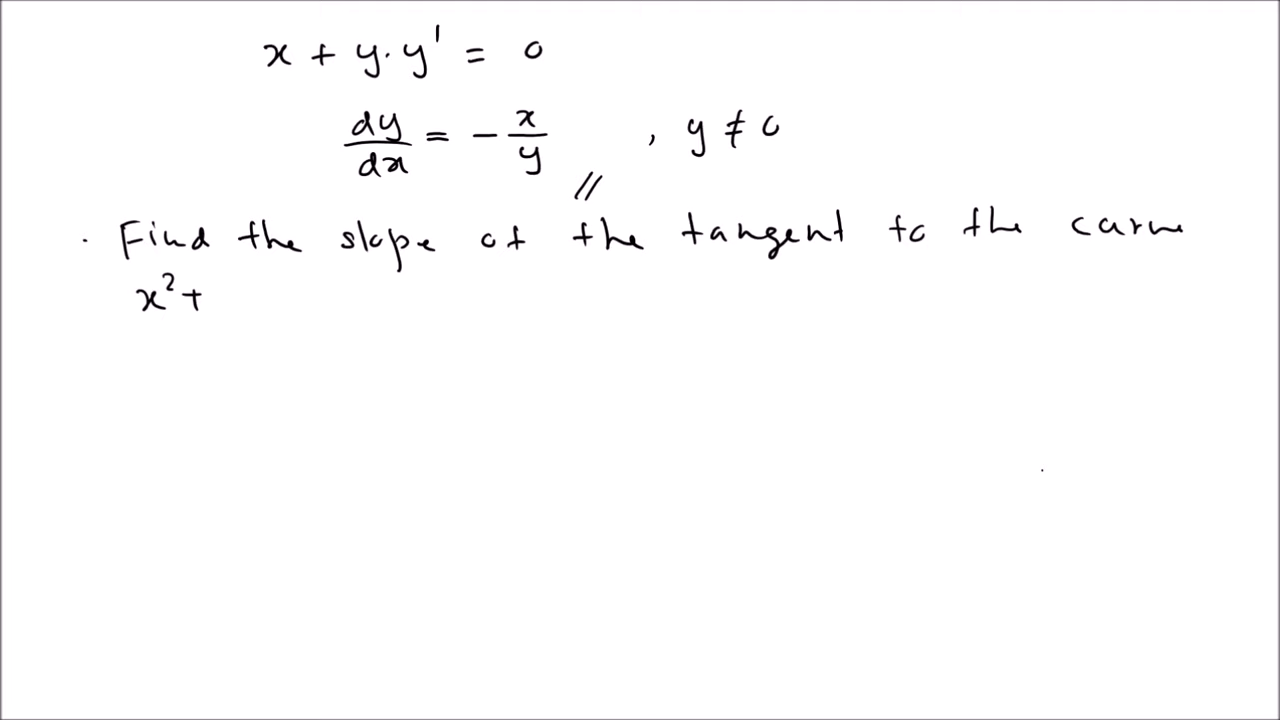 x + y · y' = 0
dy/dx = - x/y , y ≠ 0
//
· Find the slope of the tangent to the curve
x² +